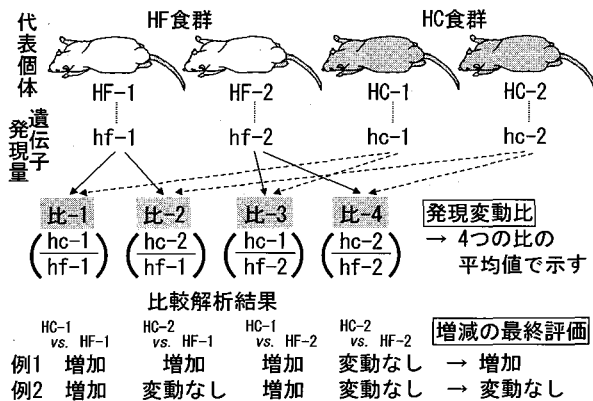 代表個体
HF食群 HC食群
HF-1 HF-2 HC-1 HC-2
遺伝子
発現量
hf-1 hf-2 hc-1 hc-2
比-1 比-2 比-3 比-4 発現変動比
(hc-1/hf-1) (hc-2/hf-1) (hc-1/hf-2) (hc-2/hf-2) → 4つの比の
平均値で示す
比較解析結果
HC-1 vs. HF-1 HC-2 vs. HF-1 HC-1 vs. HF-2 HC-2 vs. HF-2 増減の最終評価
例1 増加 増加 増加 変動なし → 増加
例2 増加 変動なし 増加 変動なし → 変動なし